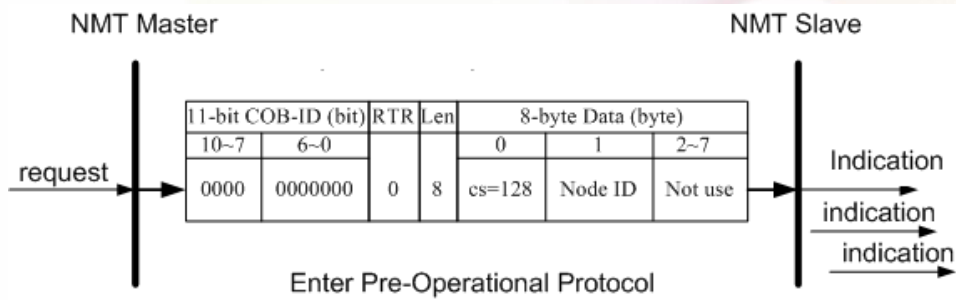 NMT Master NMT Slave
11-bit COB-ID (bit) RTR Len 8-byte Data (byte)
10~7 6~0 0 1 2~7
request 0000 0000000 0 8 cs=128 Node ID Not use Indication
indication
indication
Enter Pre-Operational Protocol